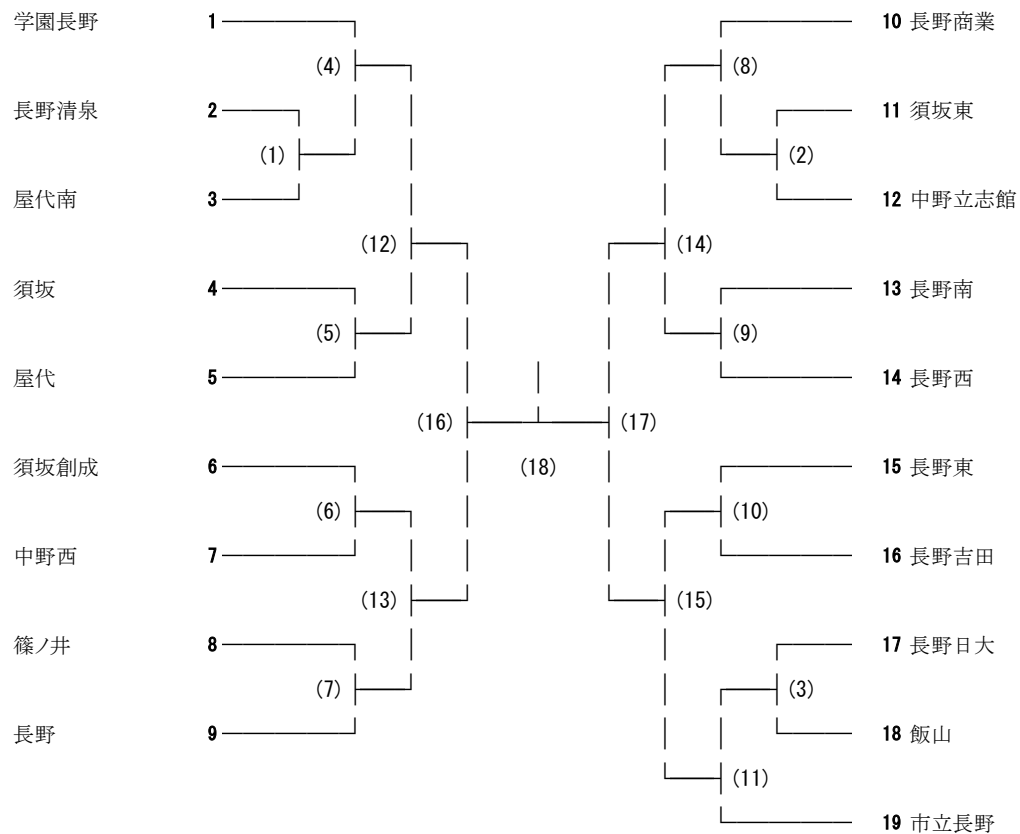 学園長野 1 10 長野商業
(4) (8)
長野清泉 2 11 須坂東
(1) (2)
屋代南 3 12 中野立志館
(12) (14)
須坂 4 13 長野南
(5) (9)
屋代 5 14 長野西
(16) (17)
須坂創成 6 (18) 15 長野東
(6) (10)
中野西 7 16 長野吉田
(13) (15)
篠ノ井 8 17 長野日大
(7) (3)
長野 9 18 飯山
(11)
19 市立長野